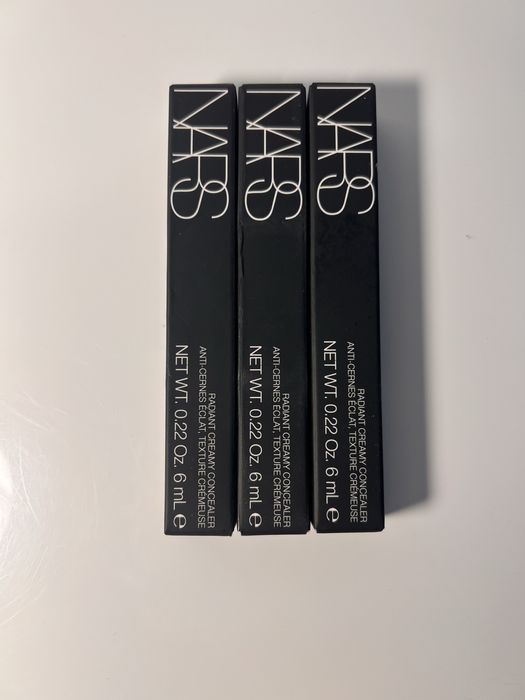 NARS
RADIANT CREAMY CONCEALER
ANTI-CERNES ÉCLAT, TEXTURE CRÉMEUSE
NET WT. 0.22 Oz. 6 mL ℮
NARS
RADIANT CREAMY CONCEALER
ANTI-CERNES ÉCLAT, TEXTURE CRÉMEUSE
NET WT. 0.22 Oz. 6 mL ℮
NARS
RADIANT CREAMY CONCEALER
ANTI-CERNES ÉCLAT, TEXTURE CRÉMEUSE
NET WT. 0.22 Oz. 6 mL ℮